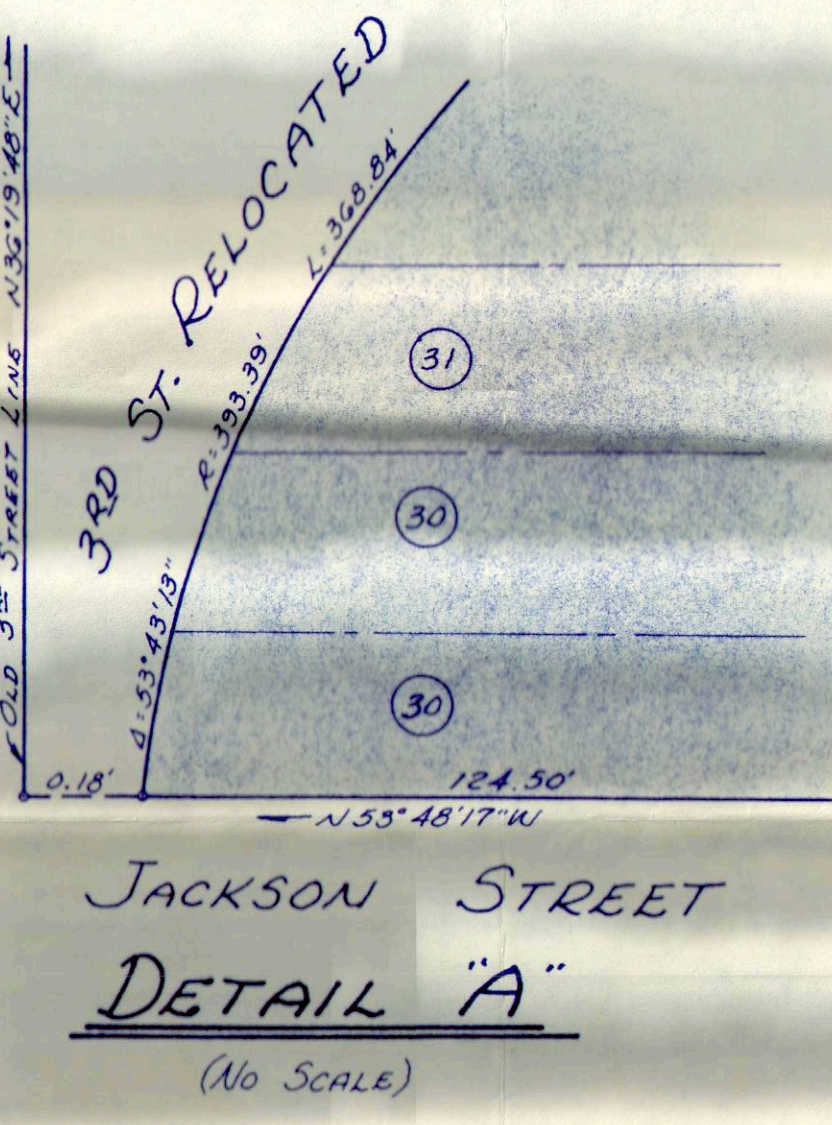 OLD 3RD STREET LINE N36°19'48"E
3RD ST. RELOCATED
L=368.84'
R=393.39'
Δ=53°43'13"
31
30
30
0.18'
124.50'
N53°48'17"W
JACKSON STREET
DETAIL "A"
(NO SCALE)